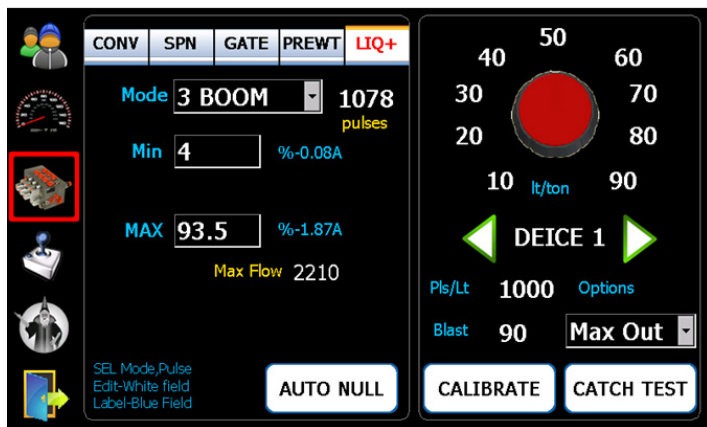 CONV SPN GATE PREWT LIQ+
Mode 3 BOOM 1078
pulses
Min 4 %-0.08A
MAX 93.5 %-1.87A
Max Flow 2210
SEL Mode,Pulse
Edit-White field
Label-Blue Field
AUTO NULL
50
40 60
30 70
20 80
10 lt/ton 90
DEICE 1
Pls/Lt 1000 Options
Blast 90 Max Out
CALIBRATE CATCH TEST